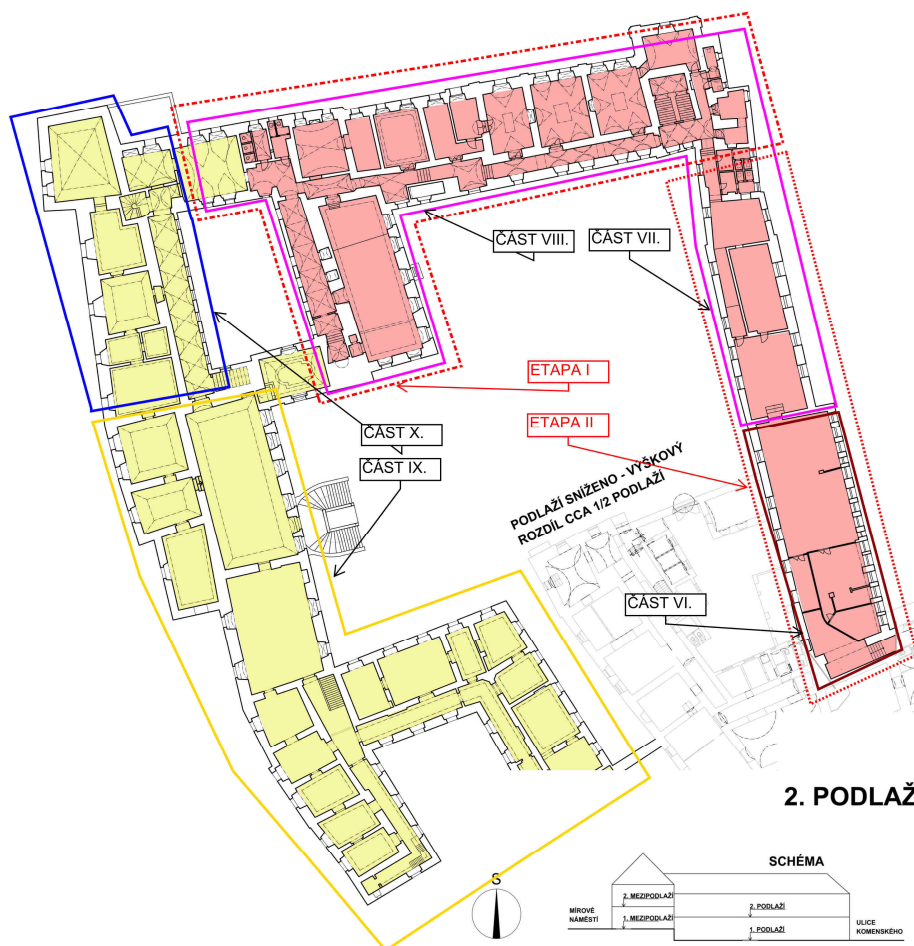 ČÁST VIII.
ČÁST VII.
ETAPA I
ETAPA II
ČÁST X.
ČÁST IX.
PODLAŽÍ SNÍŽENO - VÝŠKOVÝ
ROZDÍL CCA 1/2 PODLAŽÍ
ČÁST VI.
2. PODLAŽ
S
SCHÉMA
MÍROVÉ
NÁMĚSTÍ
2. MEZIPODLAŽÍ
1. MEZIPODLAŽÍ
2. PODLAŽÍ
1. PODLAŽÍ
ULICE
KOMENSKÉHO